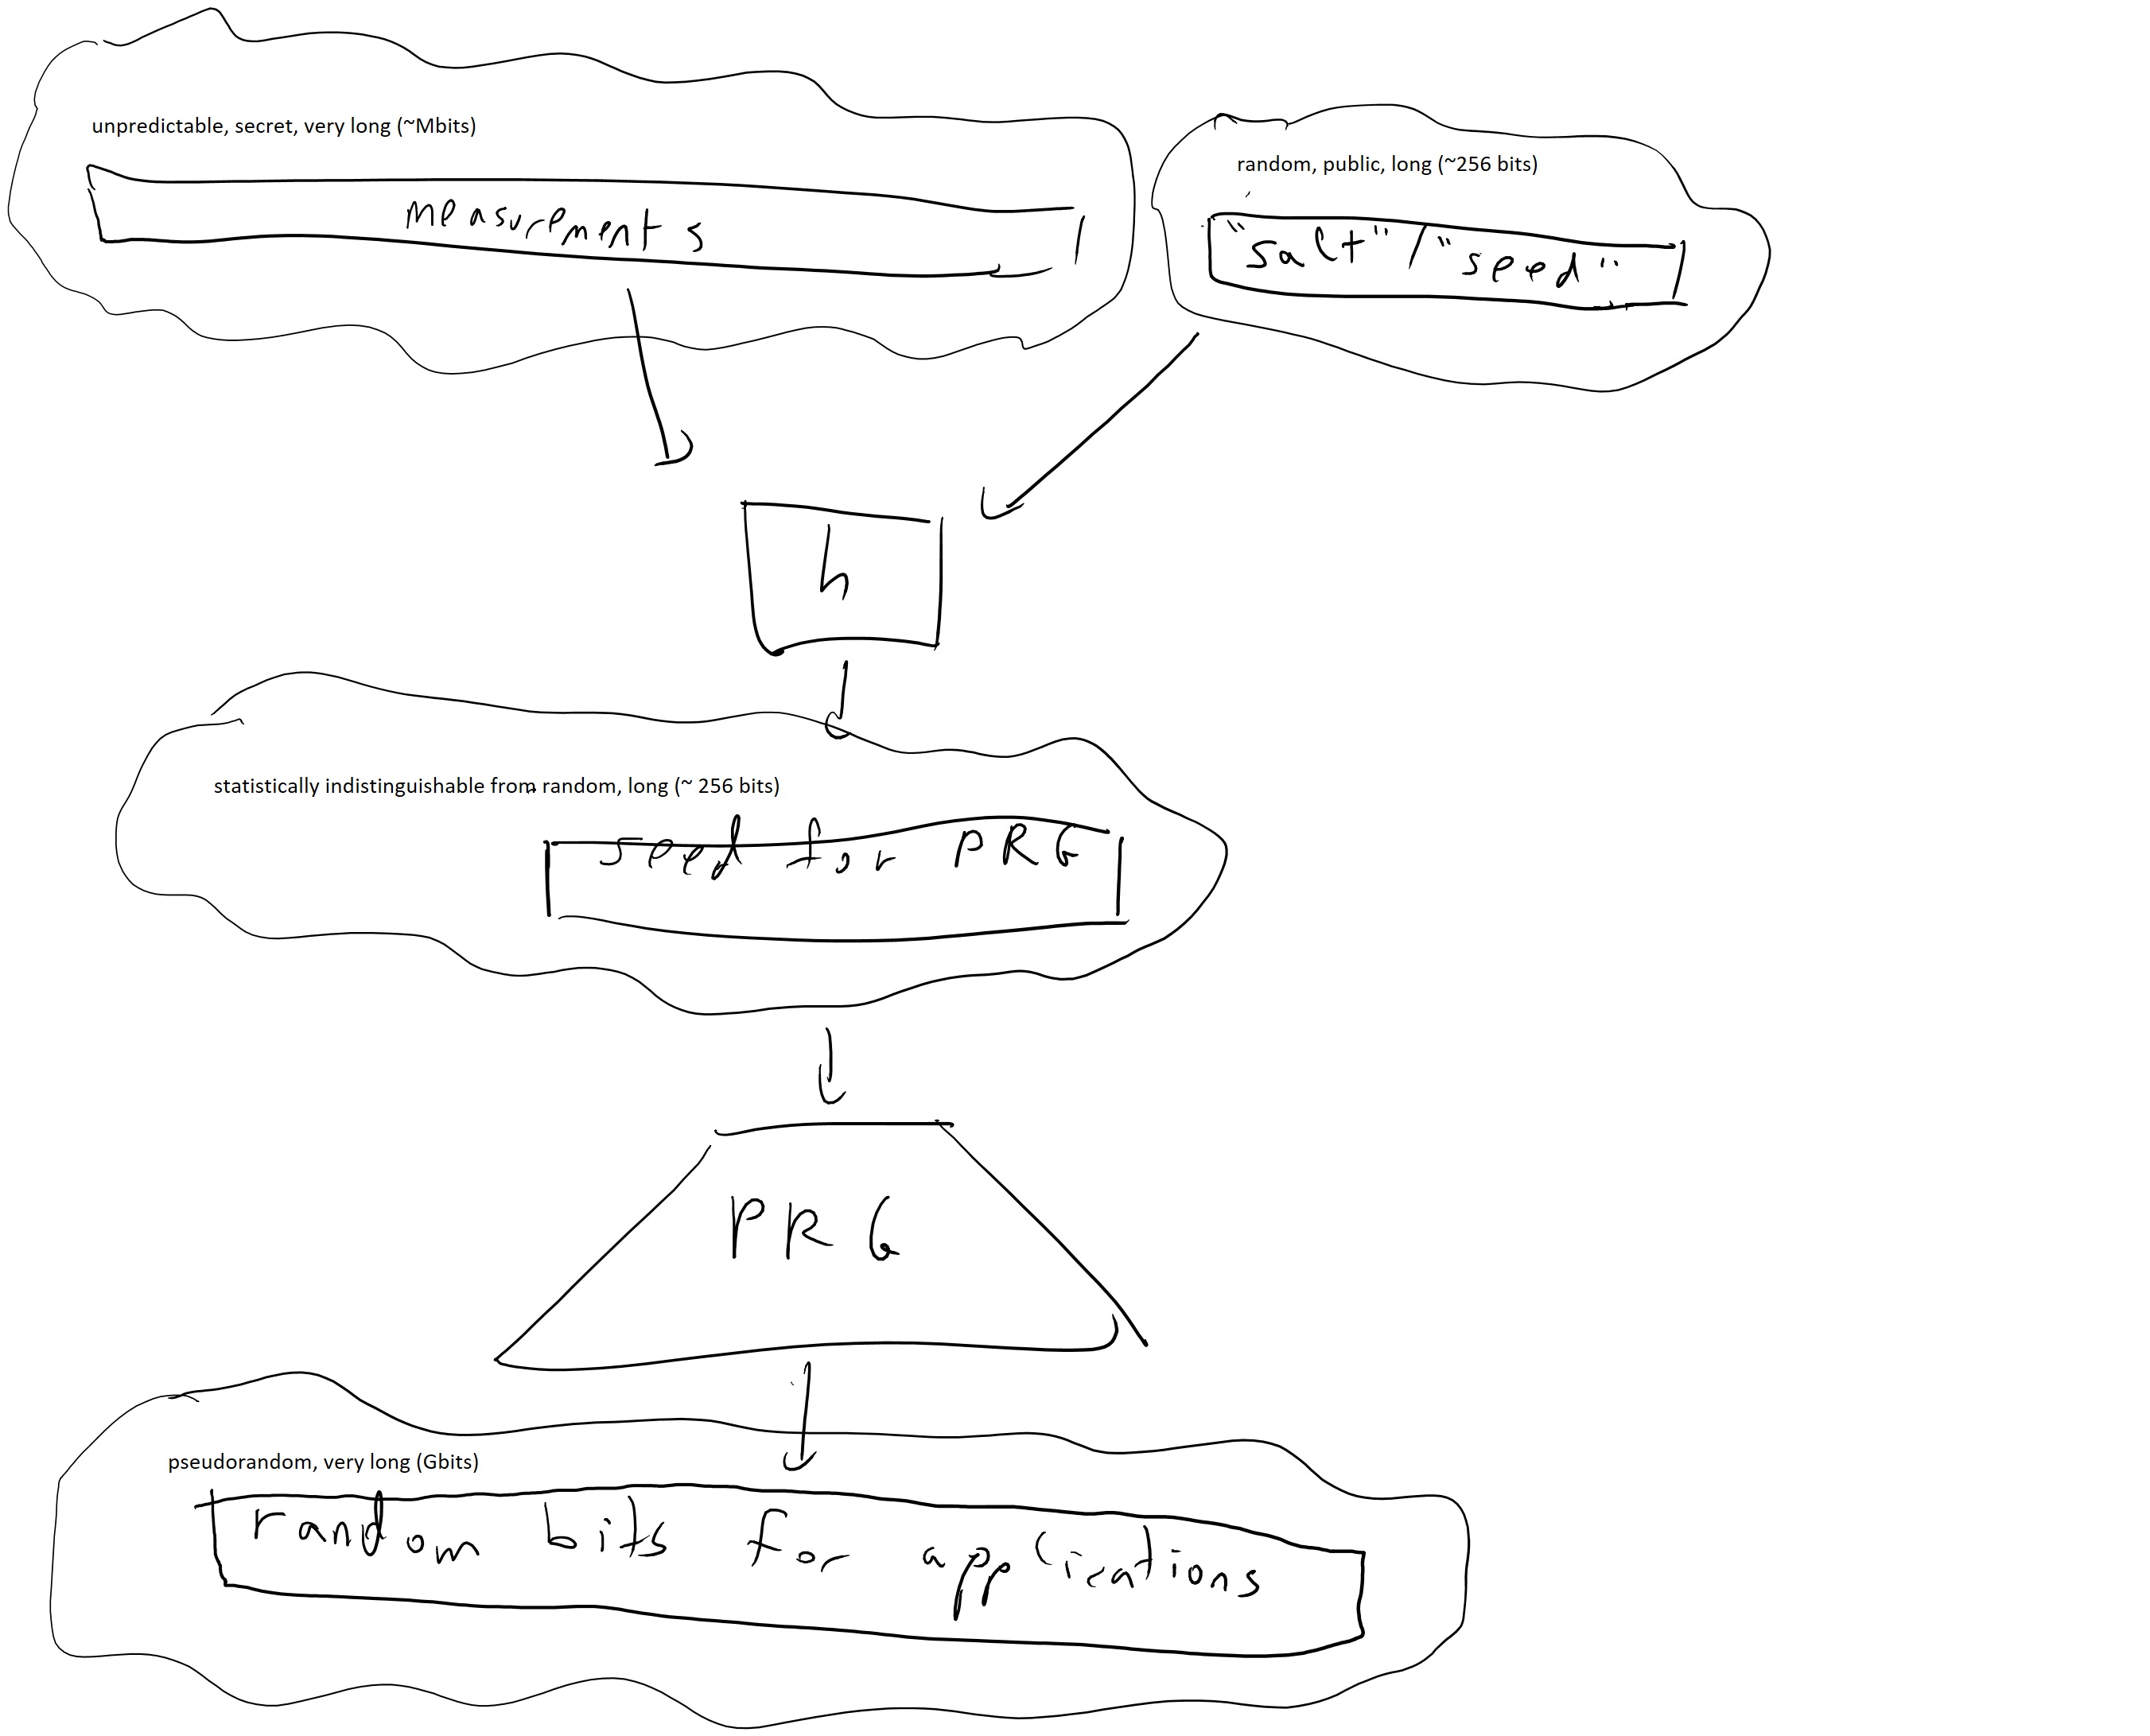 unpredictable, secret, very long (~Mbits)
measurements
random, public, long (~256 bits)
"salt" / "seed"
h
statistically indistinguishable from random, long (~ 256 bits)
seed for PRG
PRG
pseudorandom, very long (Gbits)
random bits for applications